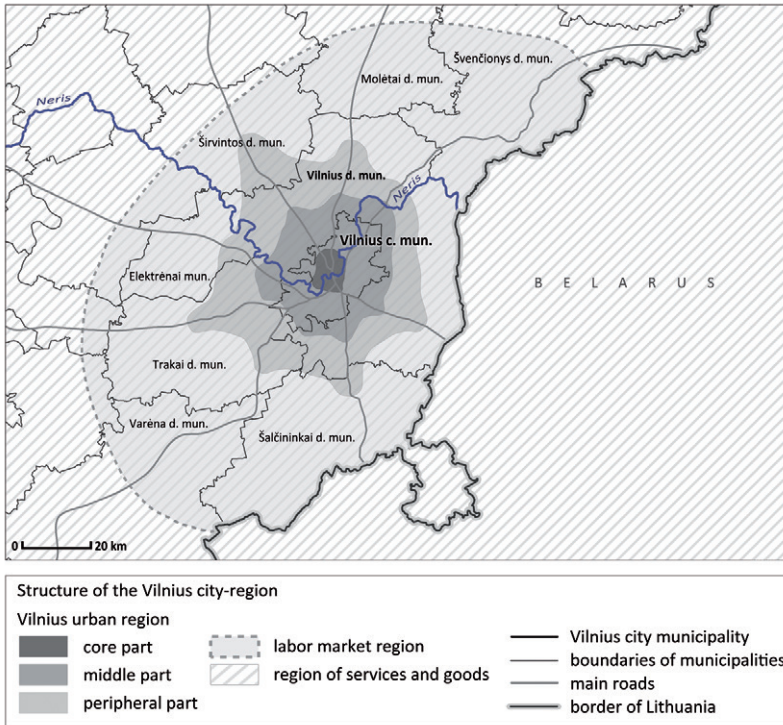 Švenčionys d. mun.
Molėtai d. mun.
Neris
Širvintos d. mun.
Vilnius d. mun.
Neris
Vilnius c. mun.
Elektrėnai mun.
BELARUS
Trakai d. mun.
Varėna d. mun.
Šalčininkai d. mun.
0 20 km
Structure of the Vilnius city-region
Vilnius urban region
core part
middle part
peripheral part
labor market region
region of services and goods
Vilnius city municipality
boundaries of municipalities
main roads
border of Lithuania